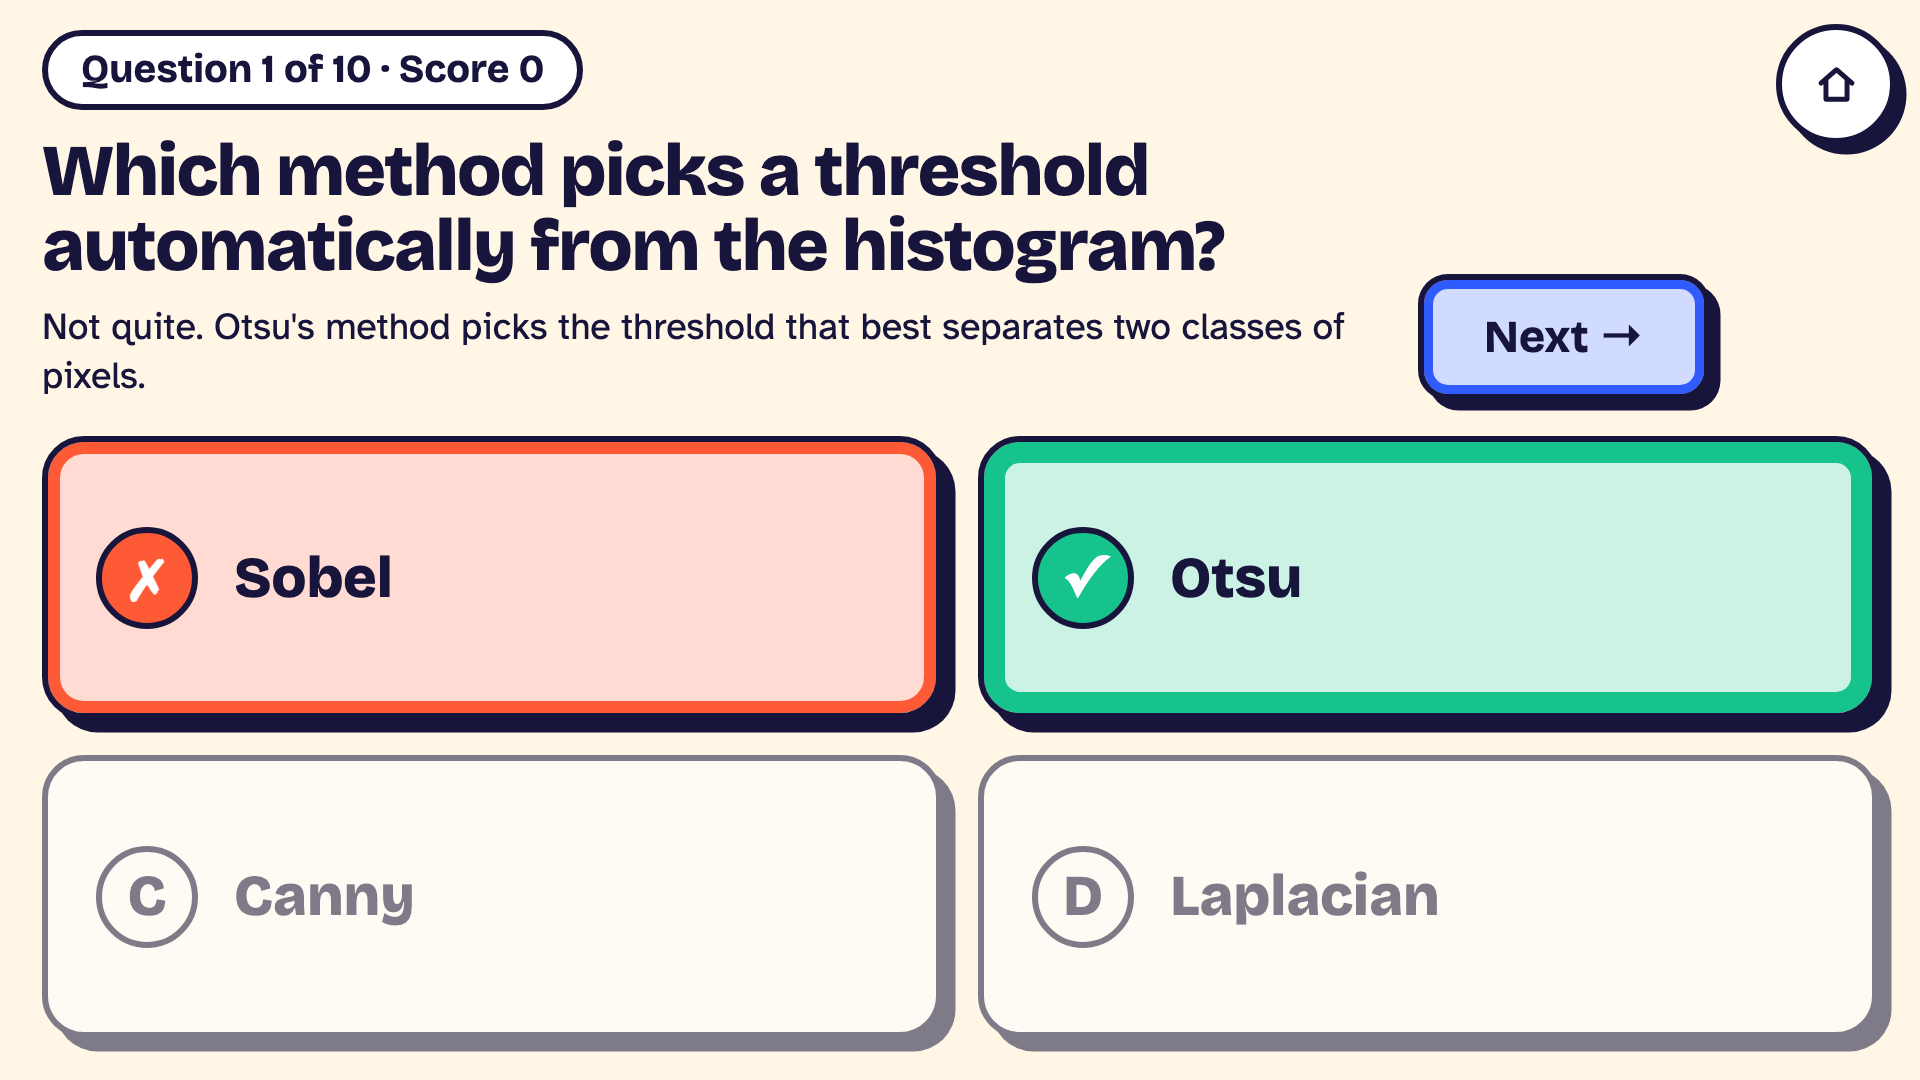 Question 1 of 10 · Score 0
Which method picks a threshold
automatically from the histogram?
Not quite. Otsu's method picks the threshold that best separates two classes of
pixels.
Next →
✗ Sobel
✓ Otsu
C Canny
D Laplacian